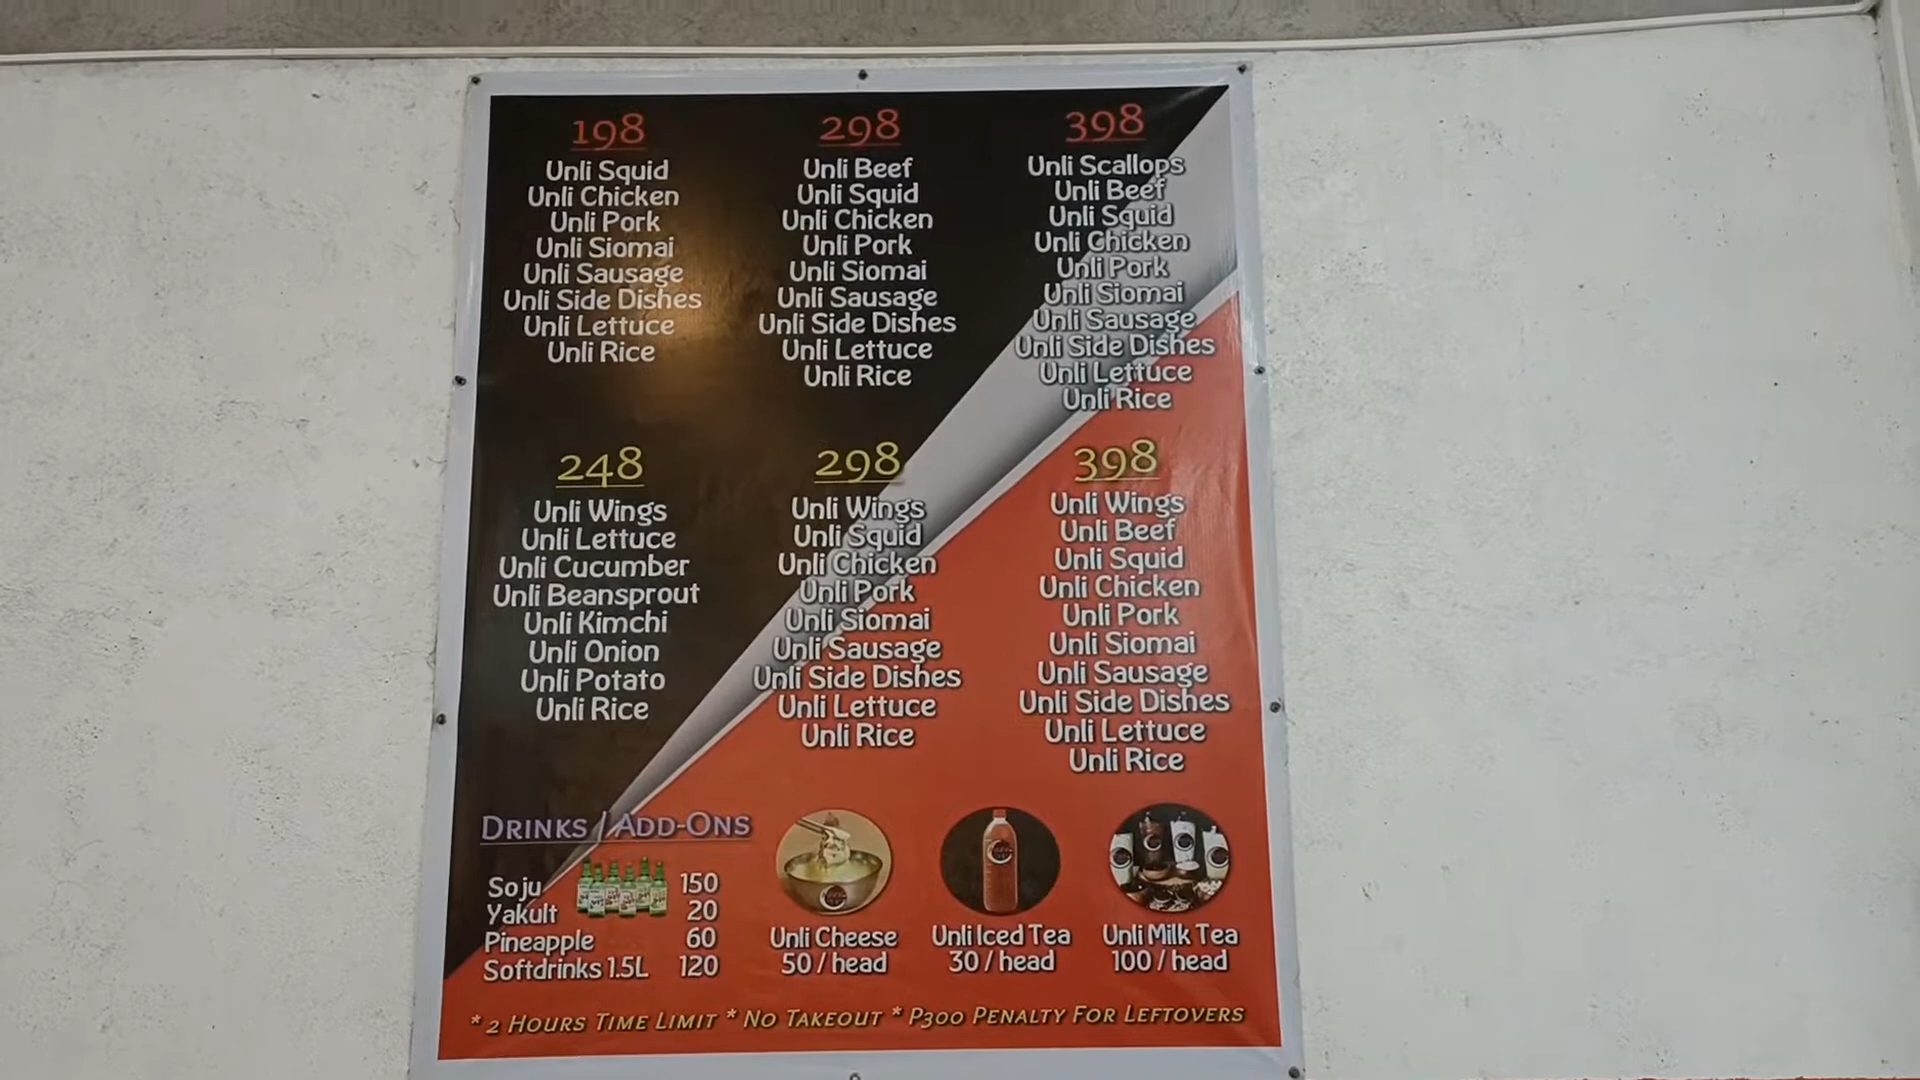 198
Unli Squid
Unli Chicken
Unli Pork
Unli Siomai
Unli Sausage
Unli Side Dishes
Unli Lettuce
Unli Rice
298
Unli Beef
Unli Squid
Unli Chicken
Unli Pork
Unli Siomai
Unli Sausage
Unli Side Dishes
Unli Lettuce
Unli Rice
398
Unli Scallops
Unli Beef
Unli Squid
Unli Chicken
Unli Pork
Unli Siomai
Unli Sausage
Unli Side Dishes
Unli Lettuce
Unli Rice
248
Unli Wings
Unli Lettuce
Unli Cucumber
Unli Beansprout
Unli Kimchi
Unli Onion
Unli Potato
Unli Rice
298
Unli Wings
Unli Squid
Unli Chicken
Unli Pork
Unli Siomai
Unli Sausage
Unli Side Dishes
Unli Lettuce
Unli Rice
398
Unli Wings
Unli Beef
Unli Squid
Unli Chicken
Unli Pork
Unli Siomai
Unli Sausage
Unli Side Dishes
Unli Lettuce
Unli Rice
DRINKS / ADD-ONS
Soju 150
Yakult 20
Pineapple 60
Softdrinks 1.5L 120
Unli Cheese
50 / head
Unli Iced Tea
30 / head
Unli Milk Tea
100 / head
* 2 HOURS TIME LIMIT * NO TAKEOUT * P300 PENALTY FOR LEFTOVERS